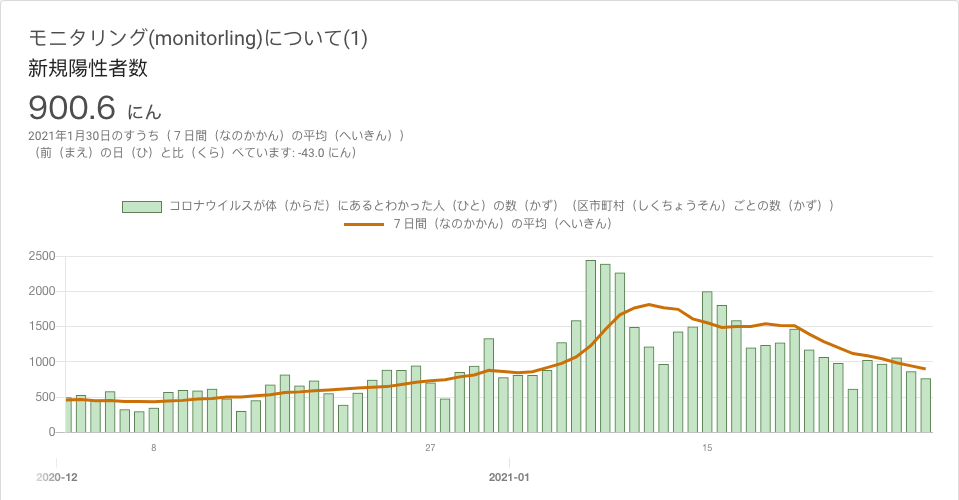 モニタリング(monitorling)について(1)
新規陽性者数
900.6 にん
2021年1月30日のすうち（７日間（なのかかん）の平均（へいきん））
（前（まえ）の日（ひ）と比（くら）べています: -43.0 にん）
コロナウイルスが体（からだ）にあるとわかった人（ひと）の数（かず）（区市町村（しくちょうそん）ごとの数（かず））
７日間（なのかかん）の平均（へいきん）
2500
2000
1500
1000
500
0
8 27 15
2020-12 2021-01